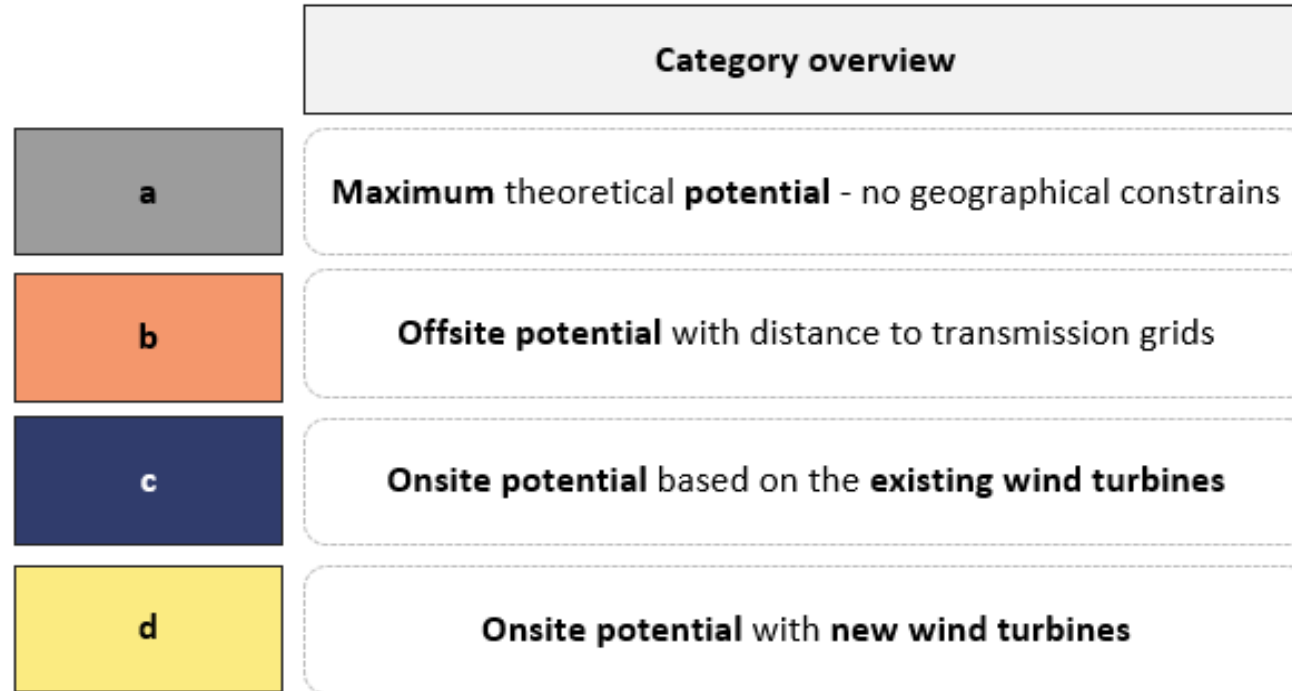 Category overview
a
Maximum theoretical potential - no geographical constrains
b
Offsite potential with distance to transmission grids
c
Onsite potential based on the existing wind turbines
d
Onsite potential with new wind turbines